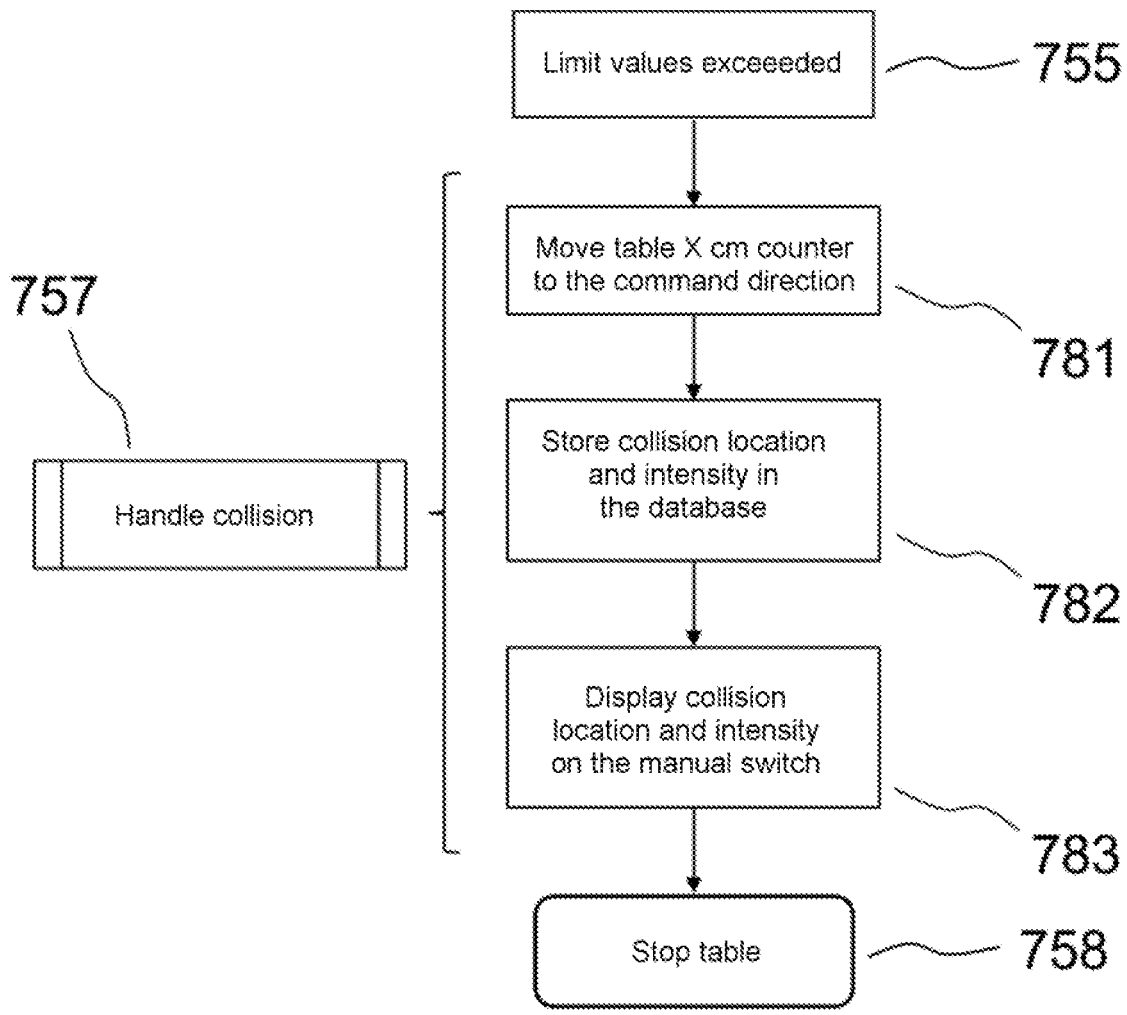 Limit values exceeeded
755
Move table X cm counter
to the command direction
781
757
Handle collision
Store collision location
and intensity in
the database
782
Display collision
location and intensity
on the manual switch
783
Stop table
758